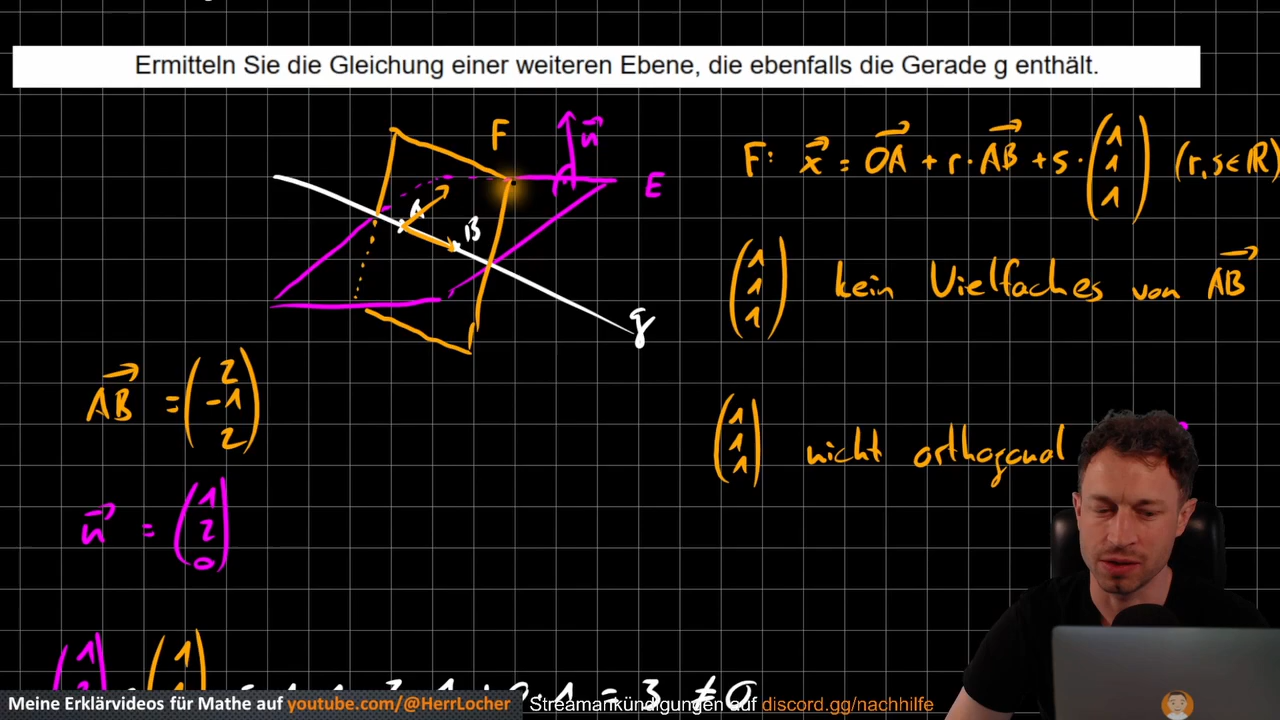 Ermitteln Sie die Gleichung einer weiteren Ebene, die ebenfalls die Gerade g enthält.
F
n⃗
E
A
B
g
F: x⃗ = OA⃗ + r · AB⃗ + s · (1 1 1) (r, s ∈ ℝ)
(1 1 1) kein Vielfaches von AB⃗
(1 1 1) nicht orthogonal
AB⃗ = (2 -1 2)
n⃗ = (1 2 0)
= 3 ≠ 0
Meine Erklärvideos für Mathe auf youtube.com/@HerrLocher Streamankündigungen auf discord.gg/nachhilfe